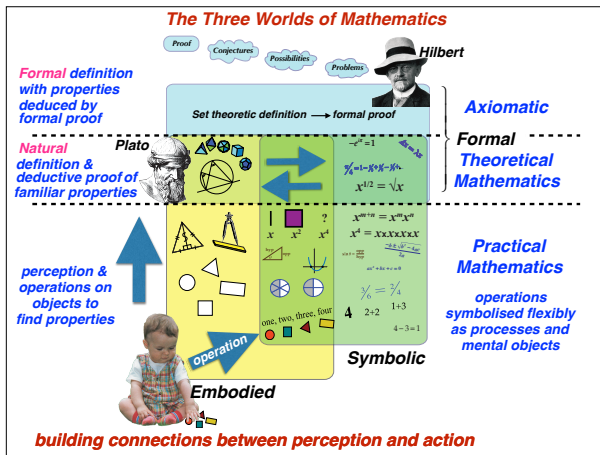 The Three Worlds of Mathematics
Proof
Conjectures
Possibilities
Problems
Hilbert
Formal definition
with properties
deduced by
formal proof
Set theoretic definition → formal proof
Axiomatic
Formal
Theoretical
Mathematics
Plato
Natural
definition &
deductive proof of
familiar properties
x^{1/2} = √x
x x² x⁴
?
x^{m+n} = x^m x^n
x⁴ = xxxxxxx
perception &
operations on
objects to
find properties
Practical
Mathematics
operations
symbolised flexibly
as processes and
mental objects
3/6 = 2/4
4 2+2 1+3
4 – 3 = 1
one, two, three, four
operation
Symbolic
Embodied
building connections between perception and action